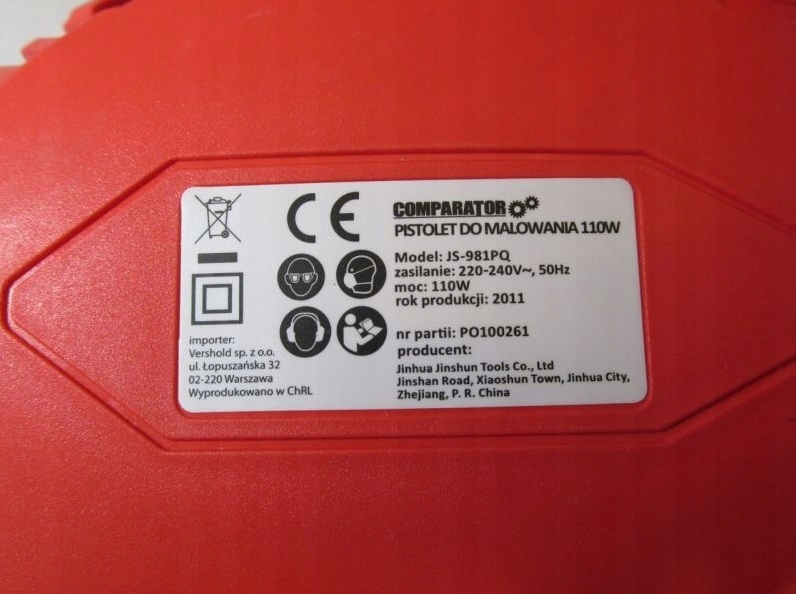 CE
COMPARATOR
PISTOLET DO MALOWANIA 110W
Model: JS-981PQ
zasilanie: 220-240V~, 50Hz
moc: 110W
rok produkcji: 2011
nr partii: PO100261
producent:
Jinhua Jinshun Tools Co., Ltd
Jinshan Road, Xiaoshun Town, Jinhua City,
Zhejiang, P. R. China
importer:
Vershold sp. z o.o.
ul. Łopuszańska 32
02-220 Warszawa
Wyprodukowano w ChRL